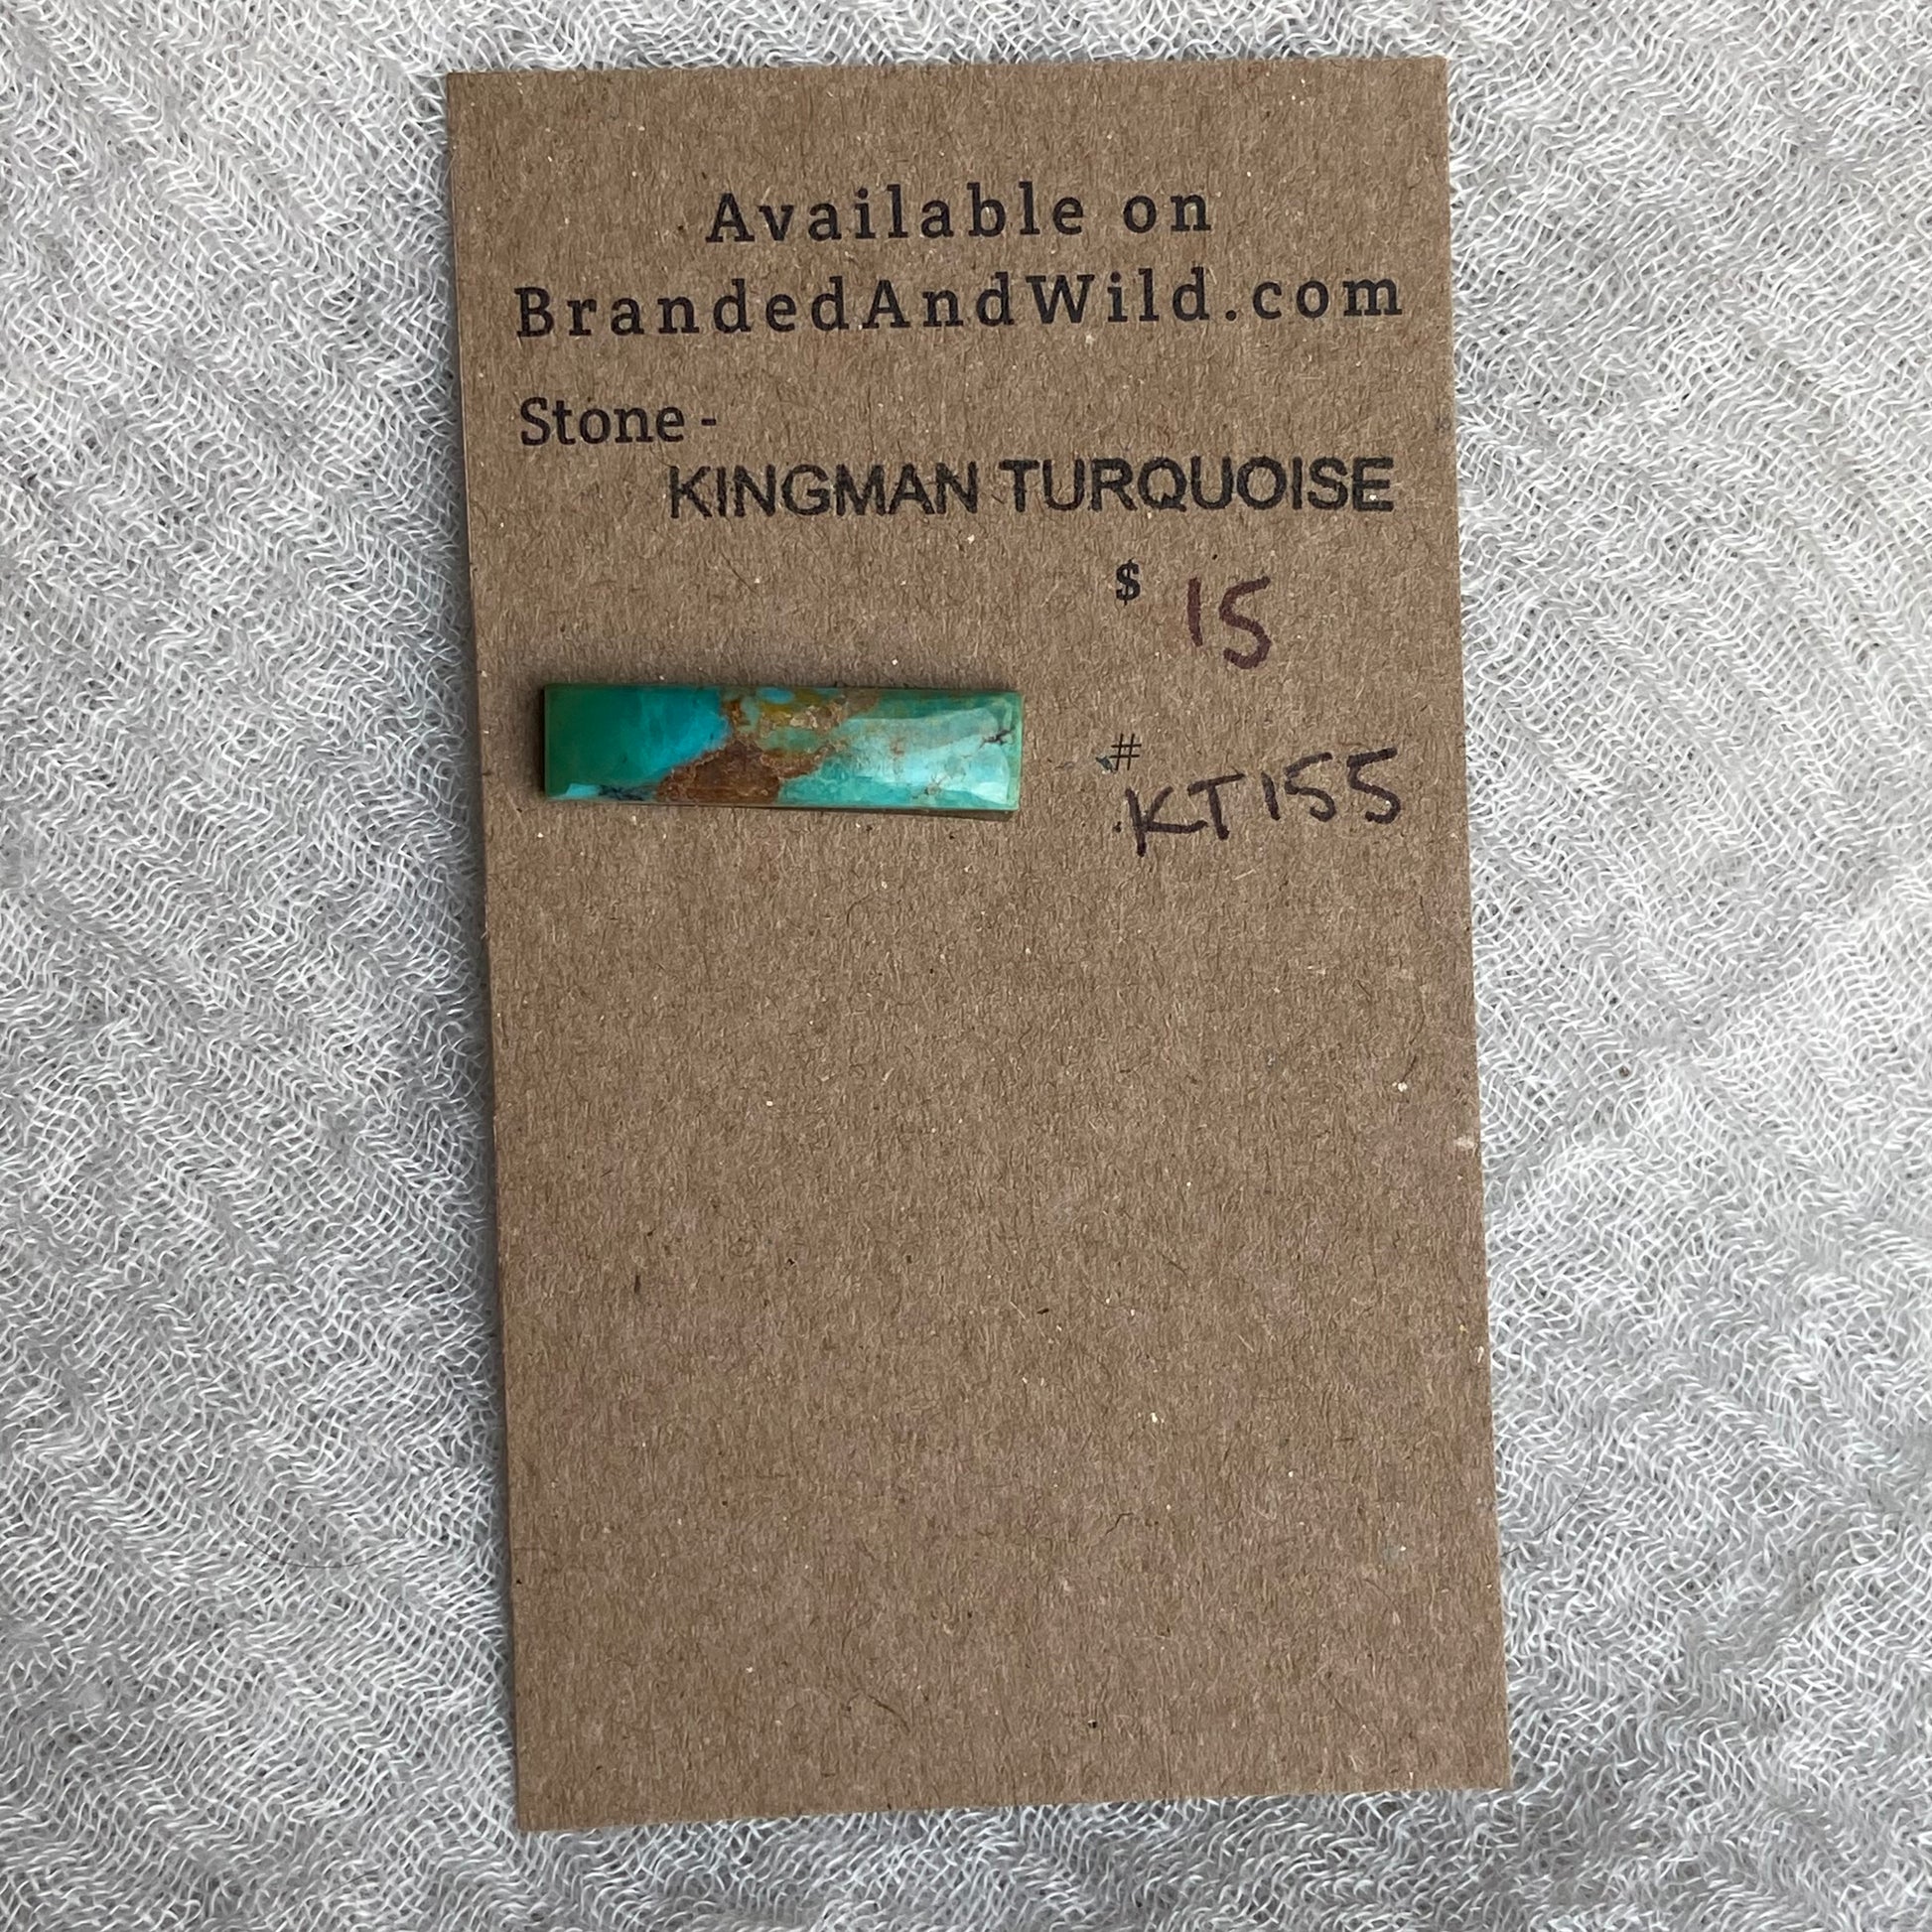 Available on
BrandedAndWild.com
Stone -
KINGMAN TURQUOISE
$ 15
#
KT155